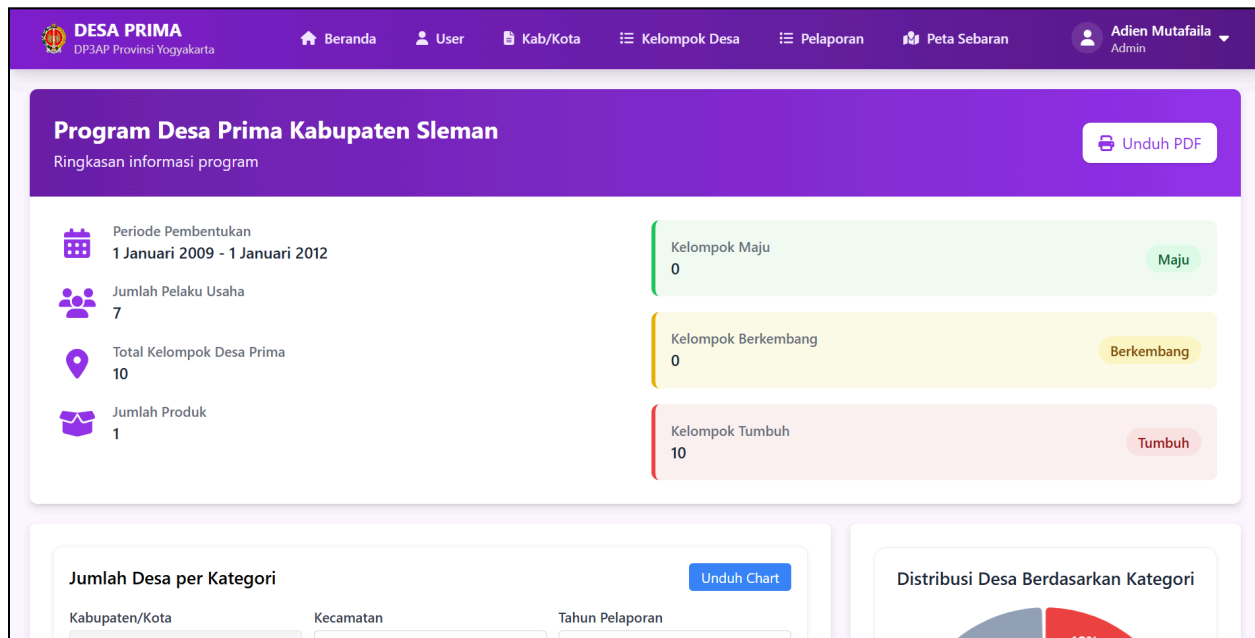 DESA PRIMA
DP3AP Provinsi Yogyakarta
Beranda
User
Kab/Kota
Kelompok Desa
Pelaporan
Peta Sebaran
Adien Mutafaila
Admin
Program Desa Prima Kabupaten Sleman
Ringkasan informasi program
Unduh PDF
Periode Pembentukan
1 Januari 2009 - 1 Januari 2012
Jumlah Pelaku Usaha
7
Total Kelompok Desa Prima
10
Jumlah Produk
1
Kelompok Maju
0
Maju
Kelompok Berkembang
0
Berkembang
Kelompok Tumbuh
10
Tumbuh
Jumlah Desa per Kategori
Unduh Chart
Kabupaten/Kota
Kecamatan
Tahun Pelaporan
Distribusi Desa Berdasarkan Kategori